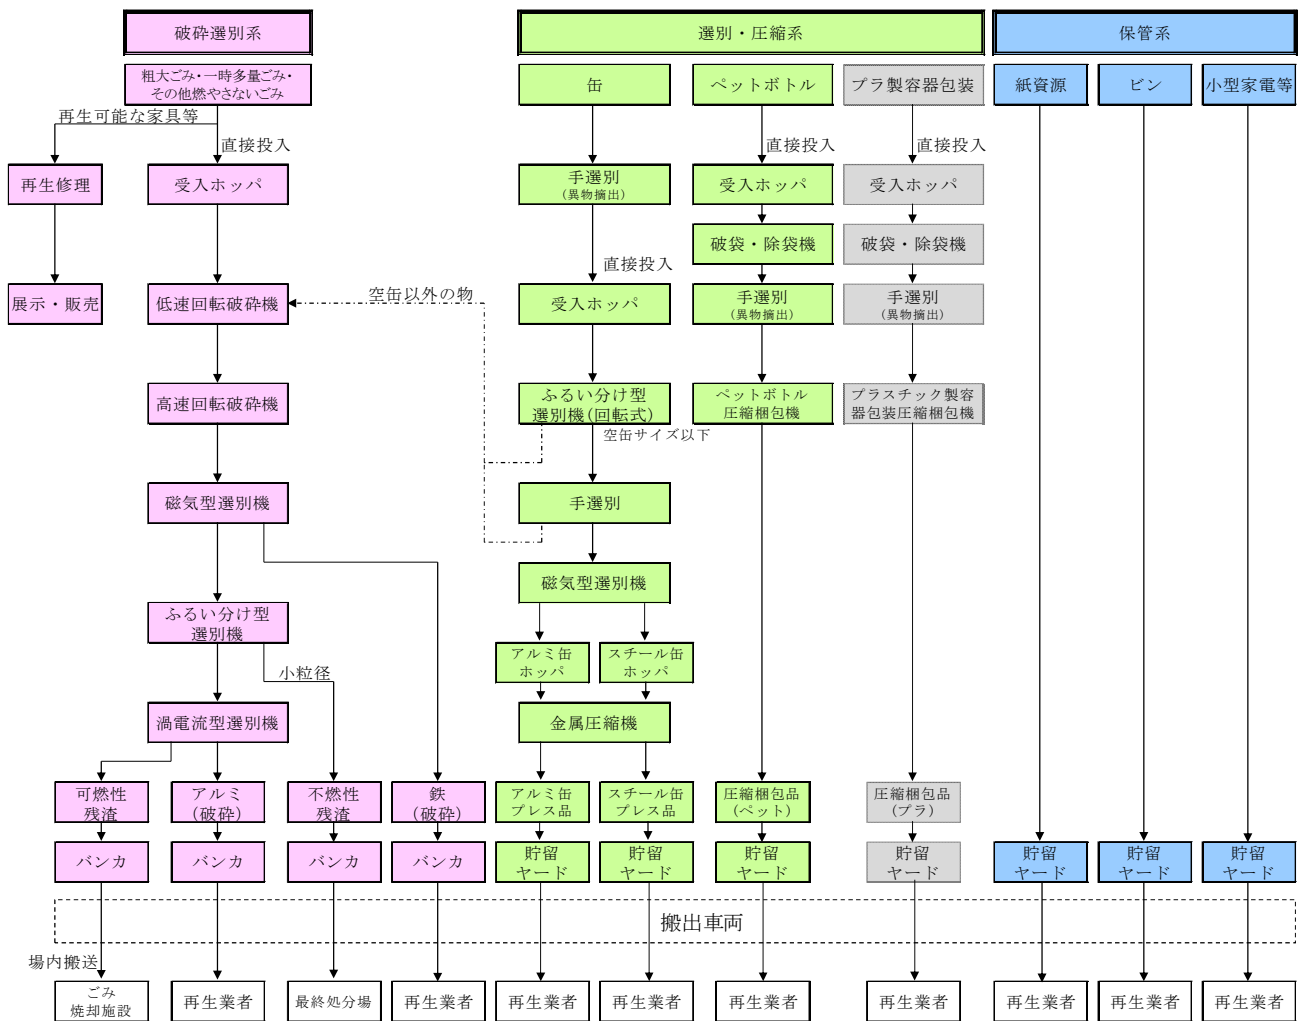 破砕選別系
選別・圧縮系
保管系
粗大ごみ・一時多量ごみ・
その他燃やさないごみ
缶
ペットボトル
プラ製容器包装
紙資源
ビン
小型家電等
再生可能な家具等
直接投入
直接投入
直接投入
再生修理
受入ホッパ
手選別
(異物摘出)
受入ホッパ
受入ホッパ
破袋・除袋機
破袋・除袋機
直接投入
空缶以外の物
展示・販売
低速回転破砕機
受入ホッパ
手選別
(異物摘出)
手選別
(異物摘出)
高速回転破砕機
ふるい分け型
選別機(回転式)
ペットボトル
圧縮梱包機
プラスチック製容
器包装圧縮梱包機
空缶サイズ以下
磁気型選別機
手選別
磁気型選別機
ふるい分け型
選別機
アルミ缶
ホッパ
スチール缶
ホッパ
小粒径
渦電流型選別機
金属圧縮機
可燃性
残渣
アルミ
(破砕)
不燃性
残渣
鉄
(破砕)
アルミ缶
プレス品
スチール缶
プレス品
圧縮梱包品
(ペット)
圧縮梱包品
(プラ)
バンカ
バンカ
バンカ
バンカ
貯留
ヤード
貯留
ヤード
貯留
ヤード
貯留
ヤード
貯留
ヤード
貯留
ヤード
貯留
ヤード
搬出車両
場内搬送
ごみ
焼却施設
再生業者
最終処分場
再生業者
再生業者
再生業者
再生業者
再生業者
再生業者
再生業者
再生業者